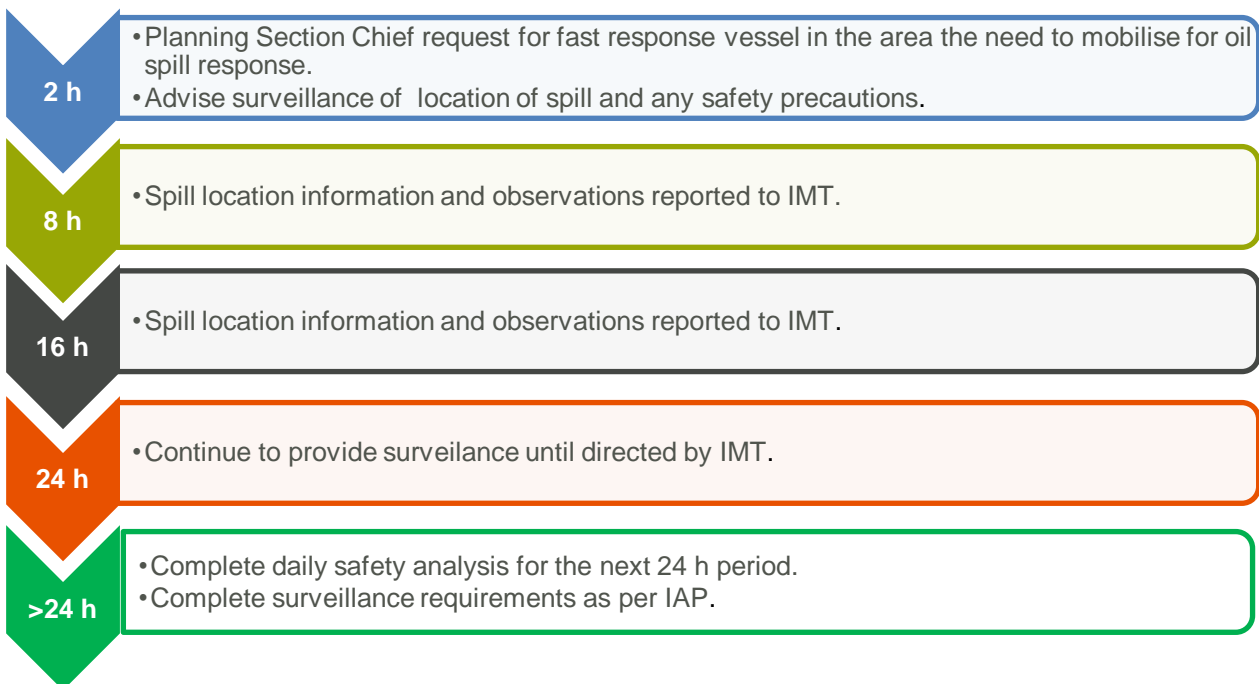 2 h
•Planning Section Chief request for fast response vessel in the area the need to mobilise for oil
spill response.
•Advise surveillance of location of spill and any safety precautions.
8 h
•Spill location information and observations reported to IMT.
16 h
•Spill location information and observations reported to IMT.
24 h
•Continue to provide surveilance until directed by IMT.
>24 h
•Complete daily safety analysis for the next 24 h period.
•Complete surveillance requirements as per IAP.